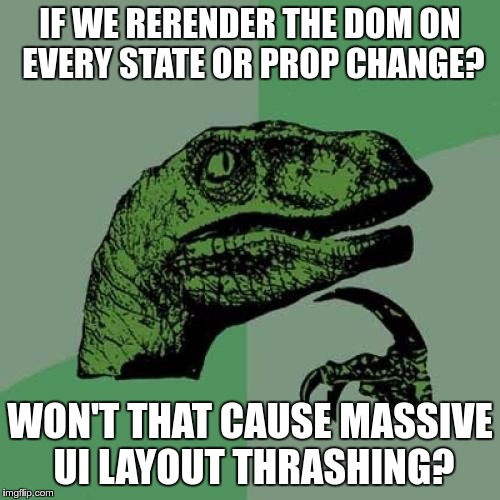 IF WE RERENDER THE DOM ON
EVERY STATE OR PROP CHANGE?
WON'T THAT CAUSE MASSIVE
UI LAYOUT THRASHING?
imgflip.com